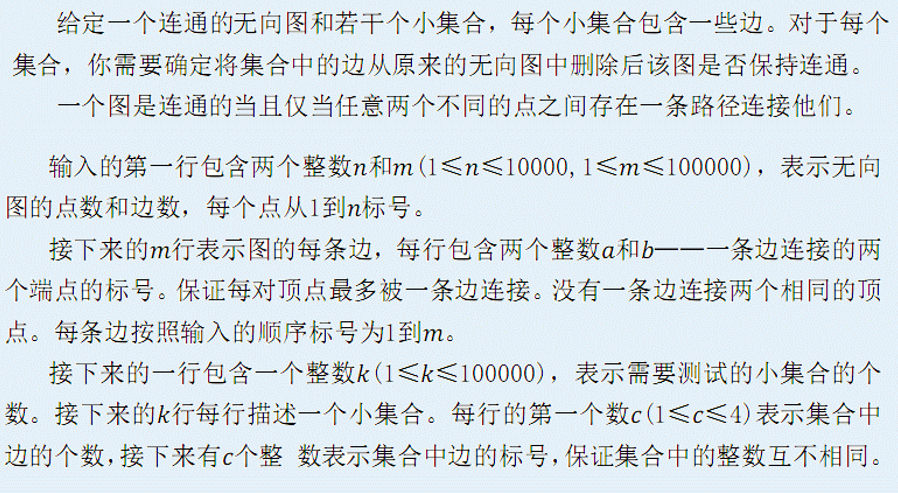 给定一个连通的无向图和若干个小集合，每个小集合包含一些边。对于每个
集合，你需要确定将集合中的边从原来的无向图中删除后该图是否保持连通。
一个图是连通的当且仅当任意两个不同的点之间存在一条路径连接他们。
输入的第一行包含两个整数n和m(1≤n≤10000,1≤m≤100000)，表示无向
图的点数和边数，每个点从1到n标号。
接下来的m行表示图的每条边，每行包含两个整数a和b——一条边连接的两
个端点的标号。保证每对顶点最多被一条边连接。没有一条边连接两个相同的顶
点。每条边按照输入的顺序标号为1到m。
接下来的一行包含一个整数k(1≤k≤100000)，表示需要测试的小集合的个
数。接下来的k行每行描述一个小集合。每行的第一个数c(1≤c≤4)表示集合中
边的个数,接下来有c个整 数表示集合中边的标号,保证集合中的整数互不相同。